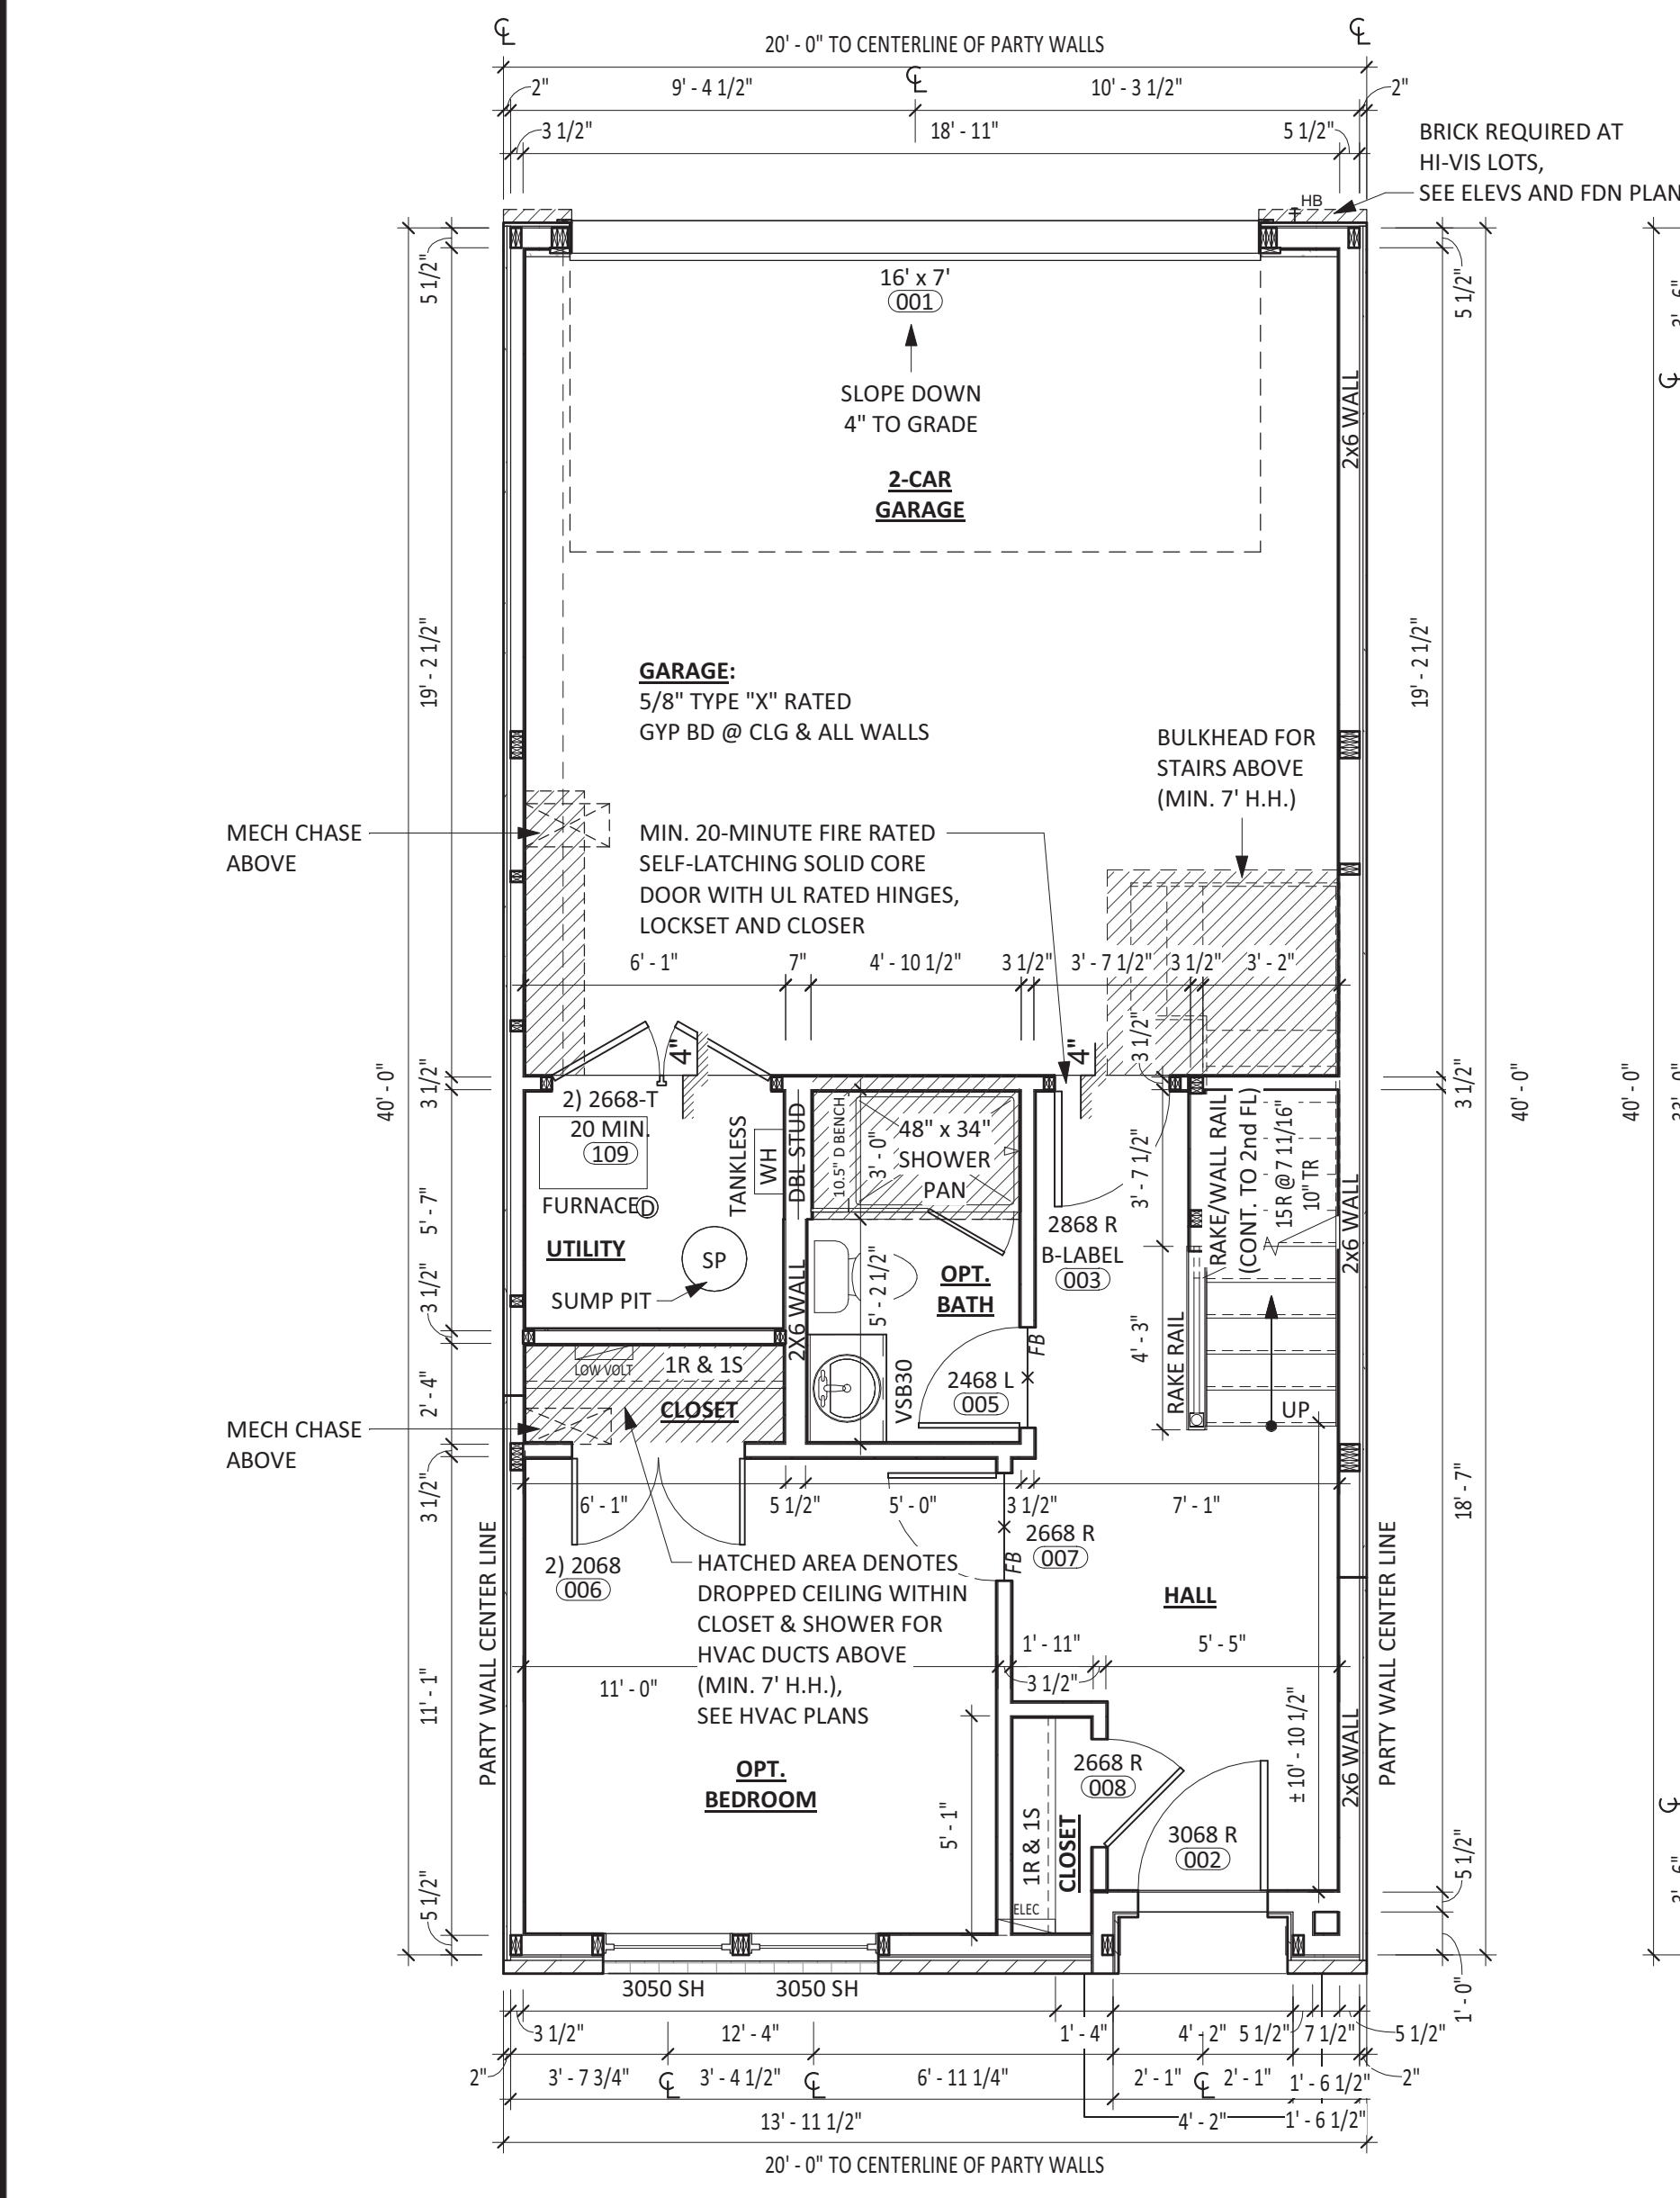 20' - 0" TO CENTERLINE OF PARTY WALLS
2" 9' - 4 1/2" 10' - 3 1/2" 2"
3 1/2" 18' - 11" 5 1/2"
BRICK REQUIRED AT
HI-VIS LOTS,
SEE ELEVS AND FDN PLAN
HB
5 1/2"
5 1/2"
16' x 7'
001
SLOPE DOWN
4" TO GRADE
2-CAR
GARAGE
2x6 WALL
19' - 2 1/2"
19' - 2 1/2"
GARAGE:
5/8" TYPE "X" RATED
GYP BD @ CLG & ALL WALLS
BULKHEAD FOR
STAIRS ABOVE
(MIN. 7' H.H.)
MECH CHASE
ABOVE
MIN. 20-MINUTE FIRE RATED
SELF-LATCHING SOLID CORE
DOOR WITH UL RATED HINGES,
LOCKSET AND CLOSER
6' - 1" 7" 4' - 10 1/2" 3 1/2" 3' - 7 1/2" 3 1/2" 3' - 2"
4"
4"
3 1/2"
40' - 0"
3 1/2"
3 1/2"
40' - 0"
40' - 0"
2) 2668-T
20 MIN.
109
FURNACE
D
UTILITY
TANKLESS
WH
DBL STUD
SP
SUMP PIT
10.5" D BENCH
3' - 0"
48" x 34"
SHOWER
PAN
2868 R
B-LABEL
003
3' - 7 1/2"
RAKE/WALL RAIL
(CONT. TO 2nd FL)
15 R @7 11/16"
10" TR
2x6 WALL
5' - 7"
3 1/2"
2X6 WALL
5' - 2 1/2"
OPT.
BATH
FB
4' - 3"
RAKE RAIL
UP
VSB30
2468 L
005
2' - 4"
LOW VOLT
1R & 1S
CLOSET
MECH CHASE
ABOVE
3 1/2"
6' - 1" 5 1/2" 5' - 0" 3 1/2" 7' - 1"
18' - 7"
2) 2068
006
HATCHED AREA DENOTES
DROPPED CEILING WITHIN
CLOSET & SHOWER FOR
HVAC DUCTS ABOVE
(MIN. 7' H.H.),
SEE HVAC PLANS
2668 R
007
FB
HALL
PARTY WALL CENTER LINE
PARTY WALL CENTER LINE
1' - 11" 5' - 5"
3 1/2"
11' - 0"
11' - 1"
± 10' - 10 1/2"
2x6 WALL
OPT.
BEDROOM
5' - 1"
2668 R
008
1R & 1S
CLOSET
ELEC
3068 R
002
5 1/2"
5 1/2"
1' - 0"
3050 SH 3050 SH
3 1/2" 12' - 4" 1' - 4" 4' - 2" 5 1/2" 7 1/2" 5 1/2"
2" 3' - 7 3/4" 3' - 4 1/2" 6' - 11 1/4" 2' - 1" 2' - 1" 1' - 6 1/2" 2"
13' - 11 1/2" 4' - 2" 1' - 6 1/2"
20' - 0" TO CENTERLINE OF PARTY WALLS